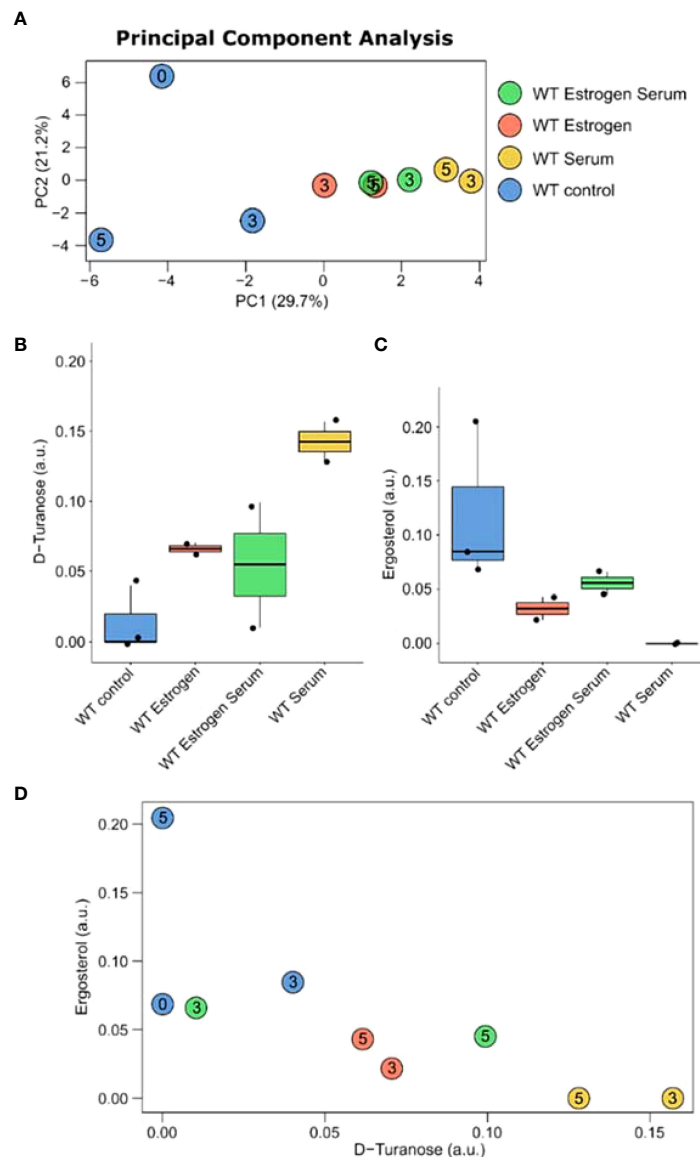 A
Principal Component Analysis
PC2 (21.2%)
6
4
2
0
−2
−4
0
5
3
3
5
5
3
5
3
−6
−4
−2
0
2
4
PC1 (29.7%)
WT Estrogen Serum
WT Estrogen
WT Serum
WT control
B
D−Turanose (a.u.)
0.20
0.15
0.10
0.05
0.00
WT control
WT Estrogen
WT Estrogen Serum
WT Serum
C
Ergosterol (a.u.)
0.20
0.15
0.10
0.05
0.00
WT control
WT Estrogen
WT Estrogen Serum
WT Serum
D
Ergosterol (a.u.)
0.20
0.15
0.10
0.05
0.00
5
0
3
3
5
3
5
5
3
0.00
0.05
0.10
0.15
D−Turanose (a.u.)